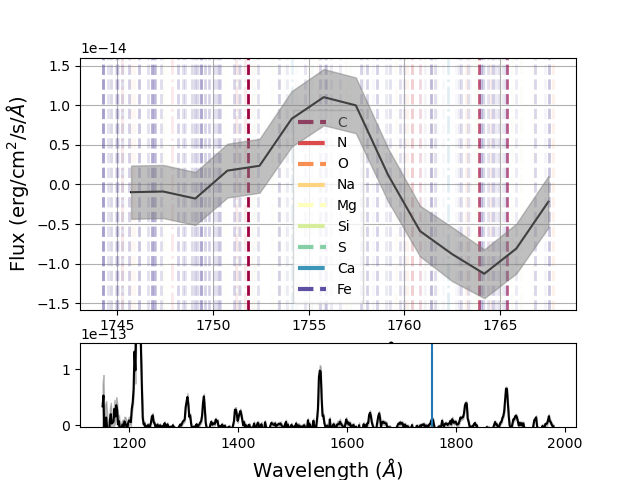 1e−14
1.5
1.0
0.5
0.0
−0.5
−1.0
−1.5
Flux (erg/cm²/s/Å)
C
N
O
Na
Mg
Si
S
Ca
Fe
1745 1750 1755 1760 1765
1e−13
1
0
1200 1400 1600 1800 2000
Wavelength (Å)